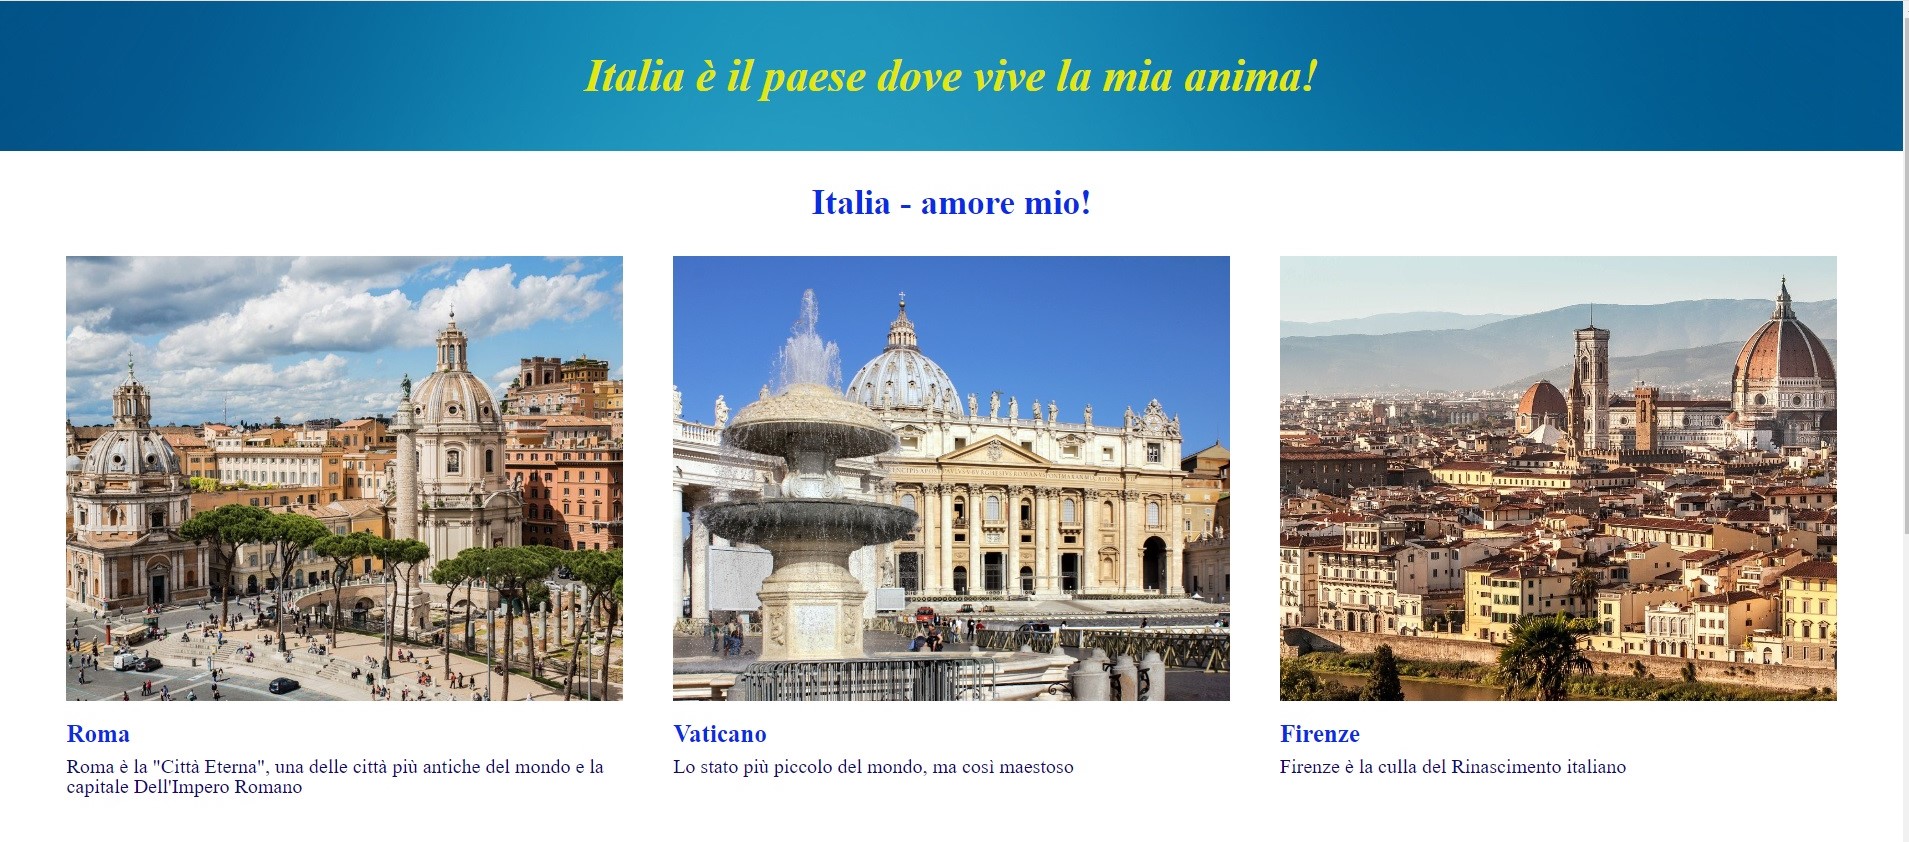 Italia è il paese dove vive la mia anima!
Italia - amore mio!
Roma
Roma è la "Città Eterna", una delle città più antiche del mondo e la
capitale Dell'Impero Romano
Vaticano
Lo stato più piccolo del mondo, ma così maestoso
Firenze
Firenze è la culla del Rinascimento italiano